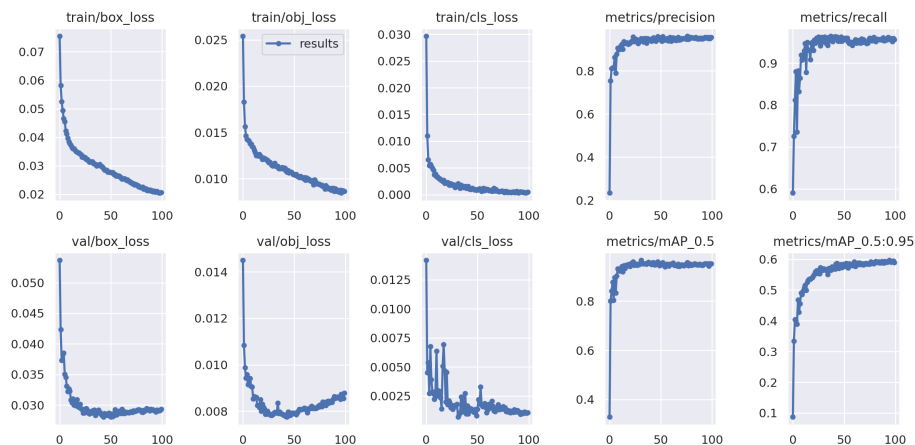 train/box_loss
train/obj_loss
train/cls_loss
metrics/precision
metrics/recall
0.07
0.06
0.05
0.04
0.03
0.02
0 50 100
0.025
0.020
0.015
0.010
results
0 50 100
0.030
0.025
0.020
0.015
0.010
0.005
0.000
0 50 100
0.8
0.6
0.4
0.2
0 50 100
0.9
0.8
0.7
0.6
0 50 100
val/box_loss
val/obj_loss
val/cls_loss
metrics/mAP_0.5
metrics/mAP_0.5:0.95
0.050
0.045
0.040
0.035
0.030
0 50 100
0.014
0.012
0.010
0.008
0 50 100
0.0125
0.0100
0.0075
0.0050
0.0025
0 50 100
0.8
0.6
0.4
0 50 100
0.6
0.5
0.4
0.3
0.2
0.1
0 50 100